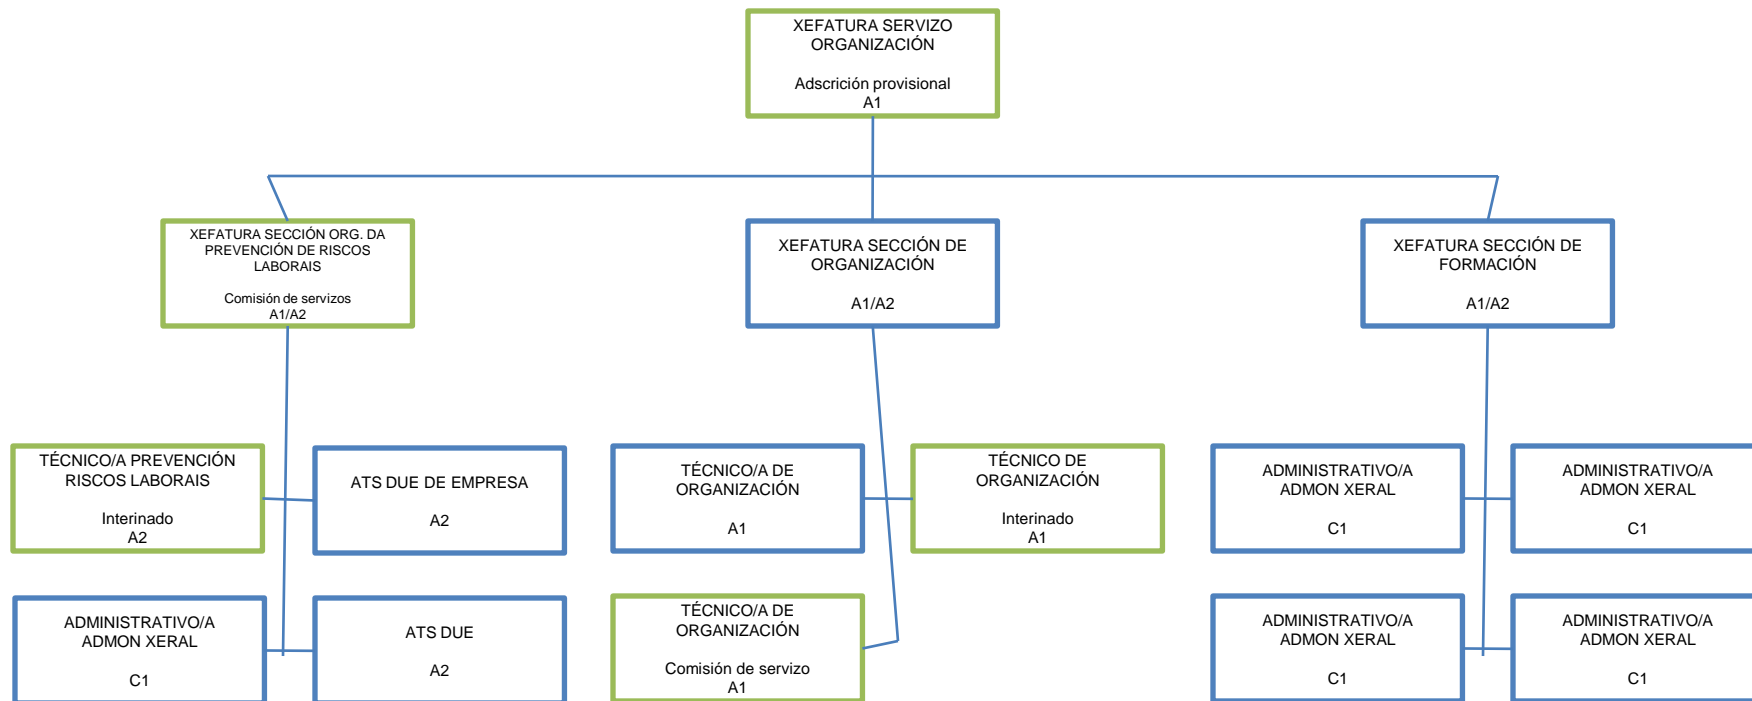 XEFATURA SERVIZO
ORGANIZACIÓN
Adscrición provisional
A1
XEFATURA SECCIÓN ORG. DA
PREVENCIÓN DE RISCOS
LABORAIS
Comisión de servizos
A1/A2
XEFATURA SECCIÓN DE
ORGANIZACIÓN
A1/A2
XEFATURA SECCIÓN DE
FORMACIÓN
A1/A2
TÉCNICO/A PREVENCIÓN
RISCOS LABORAIS
Interinado
A2
ATS DUE DE EMPRESA
A2
TÉCNICO/A DE
ORGANIZACIÓN
A1
TÉCNICO DE
ORGANIZACIÓN
Interinado
A1
ADMINISTRATIVO/A
ADMON XERAL
C1
ADMINISTRATIVO/A
ADMON XERAL
C1
ADMINISTRATIVO/A
ADMON XERAL
C1
ATS DUE
A2
TÉCNICO/A DE
ORGANIZACIÓN
Comisión de servizo
A1
ADMINISTRATIVO/A
ADMON XERAL
C1
ADMINISTRATIVO/A
ADMON XERAL
C1